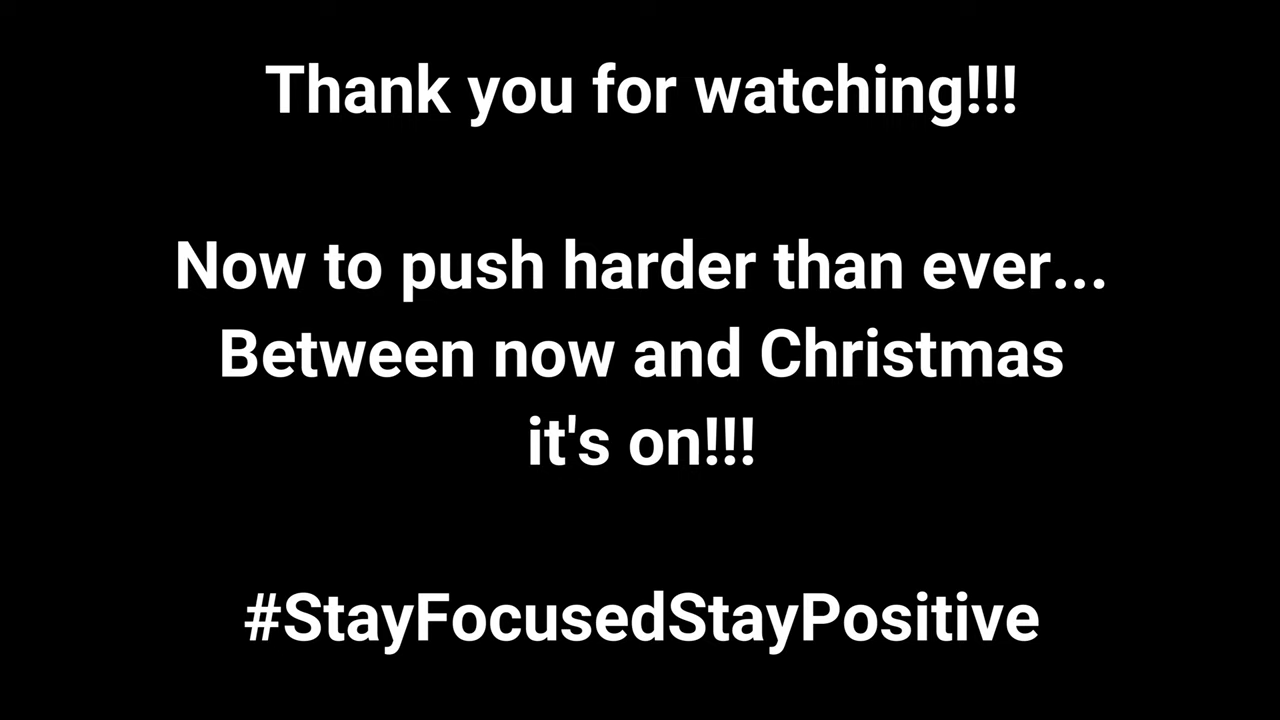 Thank you for watching!!!
Now to push harder than ever...
Between now and Christmas
it's on!!!
#StayFocusedStayPositive